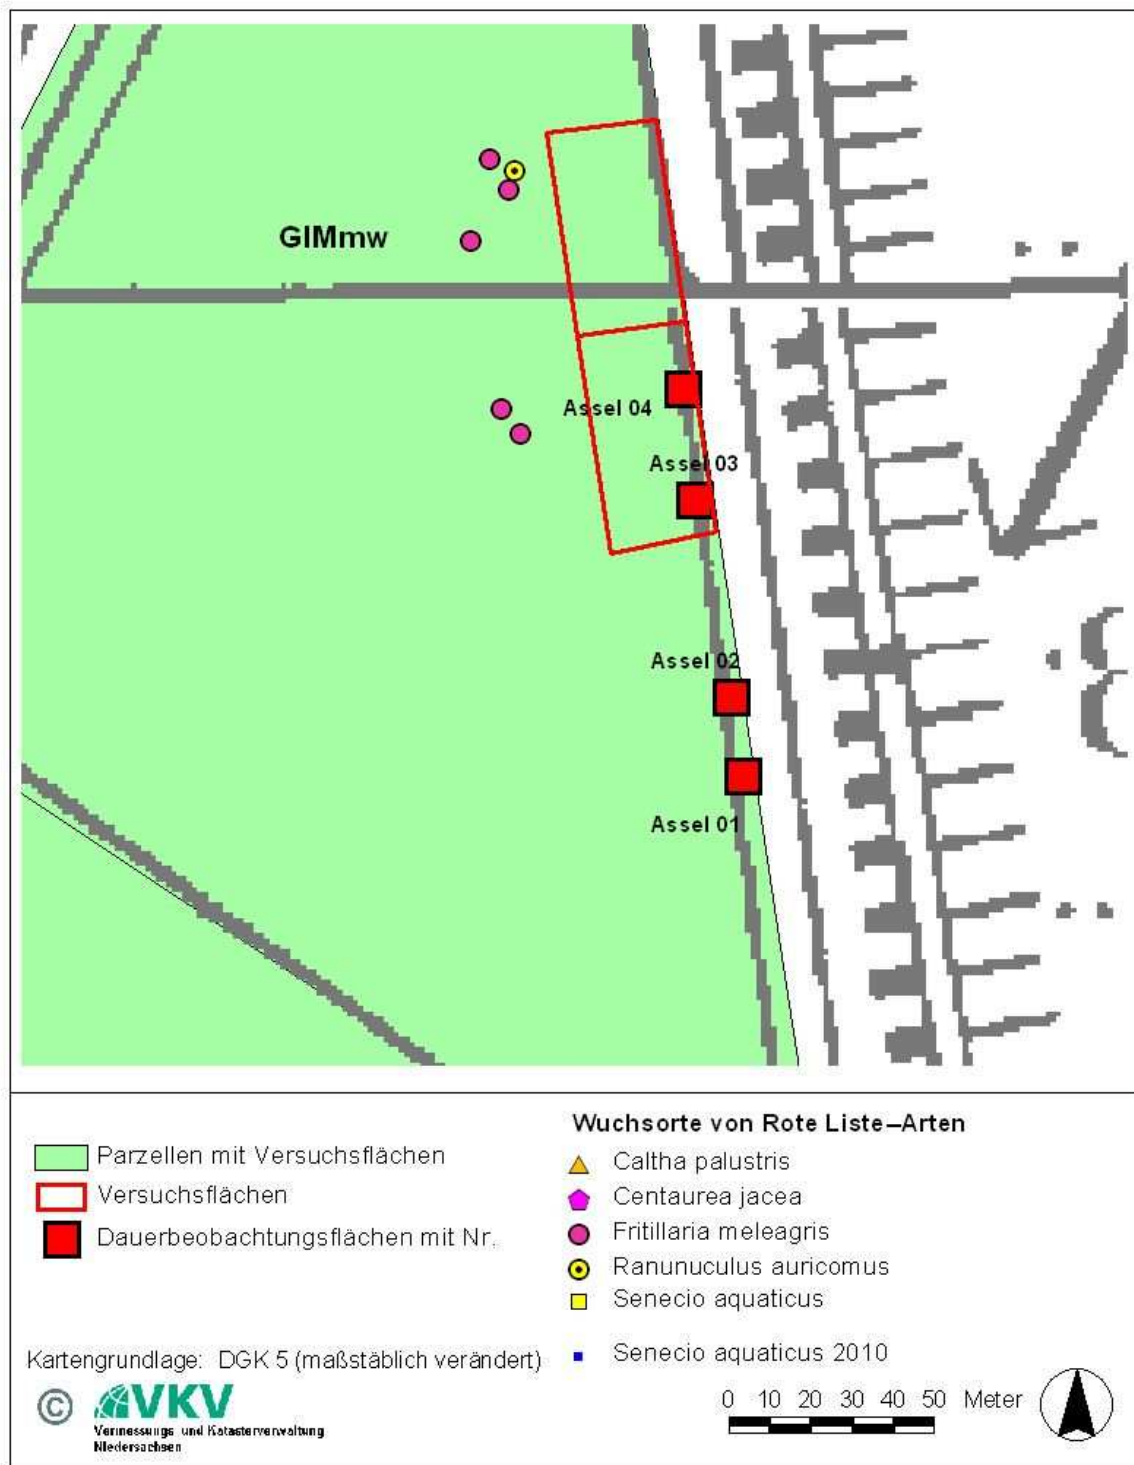 GIMmw
Assel 04
Assel 03
Assel 02
Assel 01
Parzellen mit Versuchsflächen
Versuchsflächen
Dauerbeobachtungsflächen mit Nr.
Wuchsorte von Rote Liste–Arten
Caltha palustris
Centaurea jacea
Fritillaria meleagris
Ranunuculus auricomus
Senecio aquaticus
Senecio aquaticus 2010
Kartengrundlage: DGK 5 (maßstäblich verändert)
© VKV
Vermessungs- und Katasterverwaltung
Niedersachsen
0 10 20 30 40 50 Meter